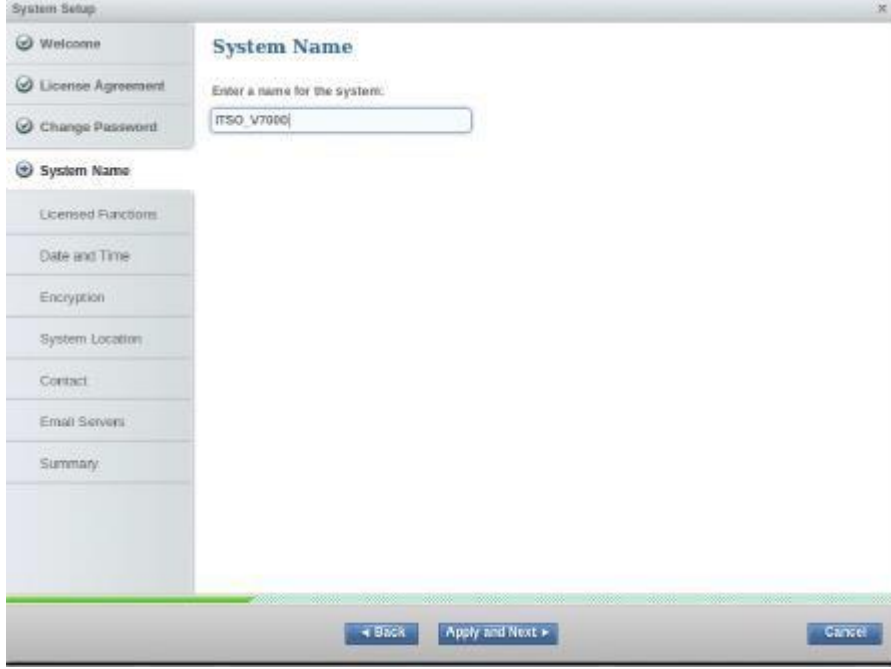 System Setup
Welcome
License Agreement
Change Password
System Name
Licensed Functions
Date and Time
Encryption
System Location
Contact
Email Servers
Summary
System Name
Enter a name for the system:
ITSO_V7000
Back
Apply and Next
Cancel